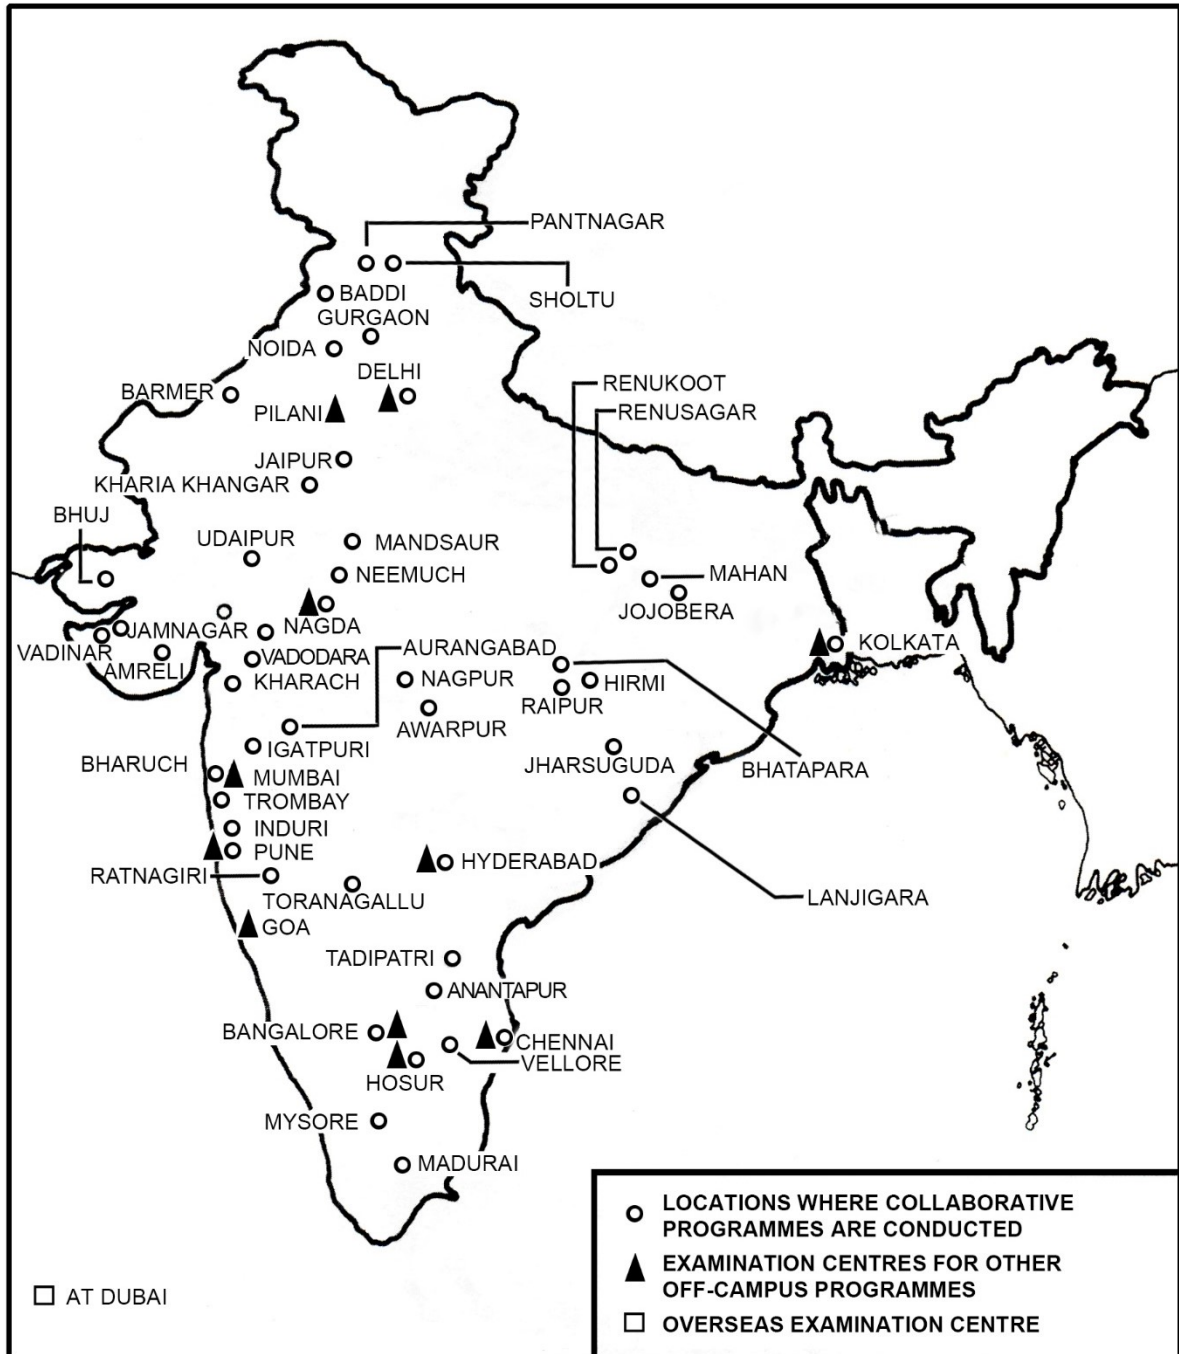 PANTNAGAR
SHOLTU
BADDI
GURGAON
NOIDA
DELHI
BARMER
PILANI
RENUKOOT
RENUSAGAR
JAIPUR
KHARIA KHANGAR
BHUJ
UDAIPUR
MANDSAUR
NEEMUCH
MAHAN
JOJOBERA
NAGDA
JAMNAGAR
VADINAR
AMRELI
VADODARA
AURANGABAD
KOLKATA
KHARACH
NAGPUR
HIRMI
RAIPUR
AWARPUR
IGATPURI
BHARUCH
MUMBAI
JHARSUGUDA
BHATAPARA
TROMBAY
INDURI
PUNE
HYDERABAD
RATNAGIRI
TORANAGALLU
LANJIGARA
GOA
TADIPATRI
ANANTAPUR
BANGALORE
CHENNAI
VELLORE
HOSUR
MYSORE
MADURAI
AT DUBAI
LOCATIONS WHERE COLLABORATIVE
PROGRAMMES ARE CONDUCTED
EXAMINATION CENTRES FOR OTHER
OFF-CAMPUS PROGRAMMES
OVERSEAS EXAMINATION CENTRE